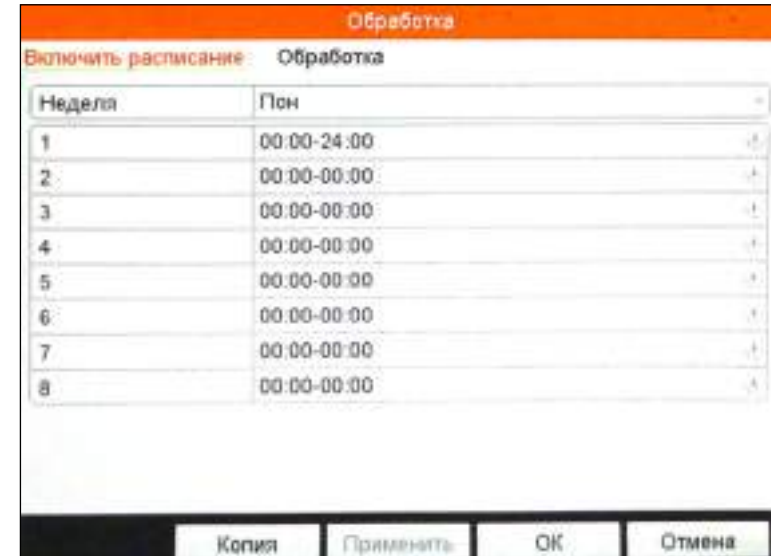 Обработка
Включить расписание Обработка
Неделя Пон
1 00:00-24:00
2 00:00-00:00
3 00:00-00:00
4 00:00-00:00
5 00:00-00:00
6 00:00-00:00
7 00:00-00:00
8 00:00-00:00
Копия Применить ОК Отмена